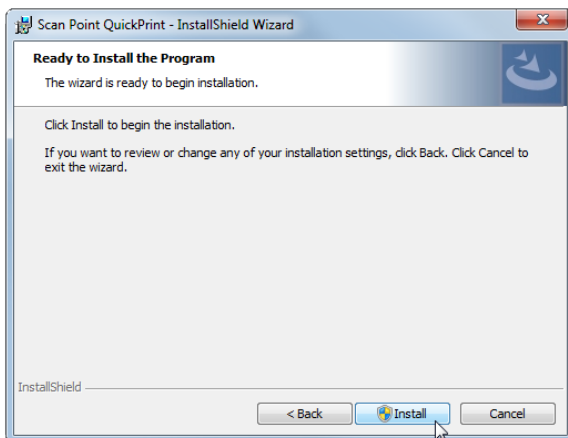 Scan Point QuickPrint - InstallShield Wizard
Ready to Install the Program
The wizard is ready to begin installation.
Click Install to begin the installation.
If you want to review or change any of your installation settings, click Back. Click Cancel to
exit the wizard.
InstallShield
< Back
Install
Cancel